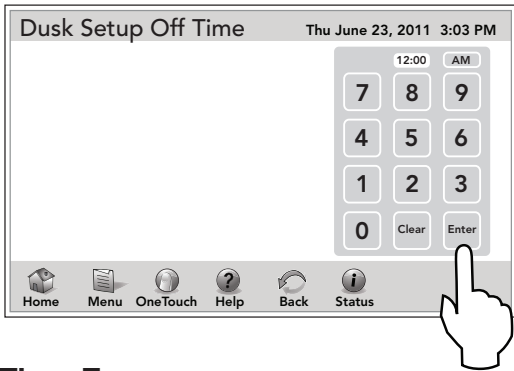 Dusk Setup Off Time Thu June 23, 2011 3:03 PM
12:00 AM
7 8 9
4 5 6
1 2 3
0 Clear Enter
Home Menu OneTouch Help Back Status